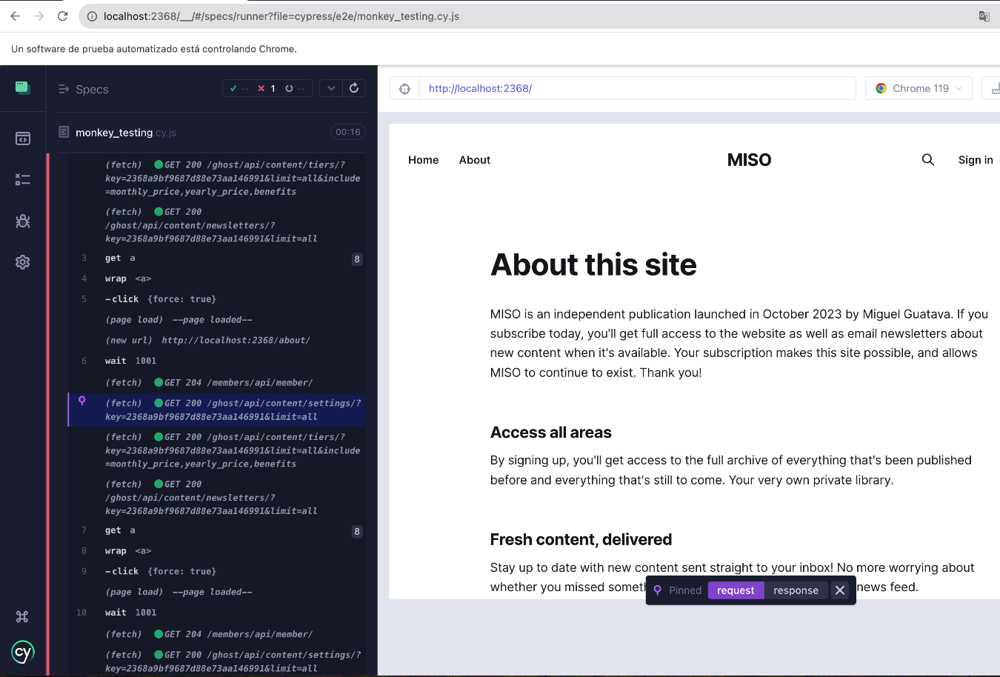 localhost:2368/__/#/specs/runner?file=cypress/e2e/monkey_testing.cy.js
Un software de prueba automatizado está controlando Chrome.
Specs
-- 1 --
monkey_testing.cy.js
00:16
(fetch) GET 200 /ghost/api/content/tiers/?
key=2368a9bf9687d88e73aa146991&limit=all&include
=monthly_price,yearly_price,benefits
(fetch) GET 200
/ghost/api/content/newsletters/?
key=2368a9bf9687d88e73aa146991&limit=all
3 get a 8
4 wrap <a>
5 -click {force: true}
(page load) --page loaded--
(new url) http://localhost:2368/about/
6 wait 1001
(fetch) GET 204 /members/api/member/
(fetch) GET 200 /ghost/api/content/settings/?
key=2368a9bf9687d88e73aa146991&limit=all
(fetch) GET 200 /ghost/api/content/tiers/?
key=2368a9bf9687d88e73aa146991&limit=all&include
=monthly_price,yearly_price,benefits
(fetch) GET 200
/ghost/api/content/newsletters/?
key=2368a9bf9687d88e73aa146991&limit=all
7 get a 8
8 wrap <a>
9 -click {force: true}
(page load) --page loaded--
10 wait 1001
(fetch) GET 204 /members/api/member/
(fetch) GET 200 /ghost/api/content/settings/?
key=2368a9bf9687d88e73aa146991&limit=all
cy
http://localhost:2368/
Chrome 119
Home About MISO Sign in
About this site
MISO is an independent publication launched in October 2023 by Miguel Guatava. If you
subscribe today, you'll get full access to the website as well as email newsletters about
new content when it's available. Your subscription makes this site possible, and allows
MISO to continue to exist. Thank you!
Access all areas
By signing up, you'll get access to the full archive of everything that's been published
before and everything that's still to come. Your very own private library.
Fresh content, delivered
Stay up to date with new content sent straight to your inbox! No more worrying about
whether you missed news feed.
Pinned request response